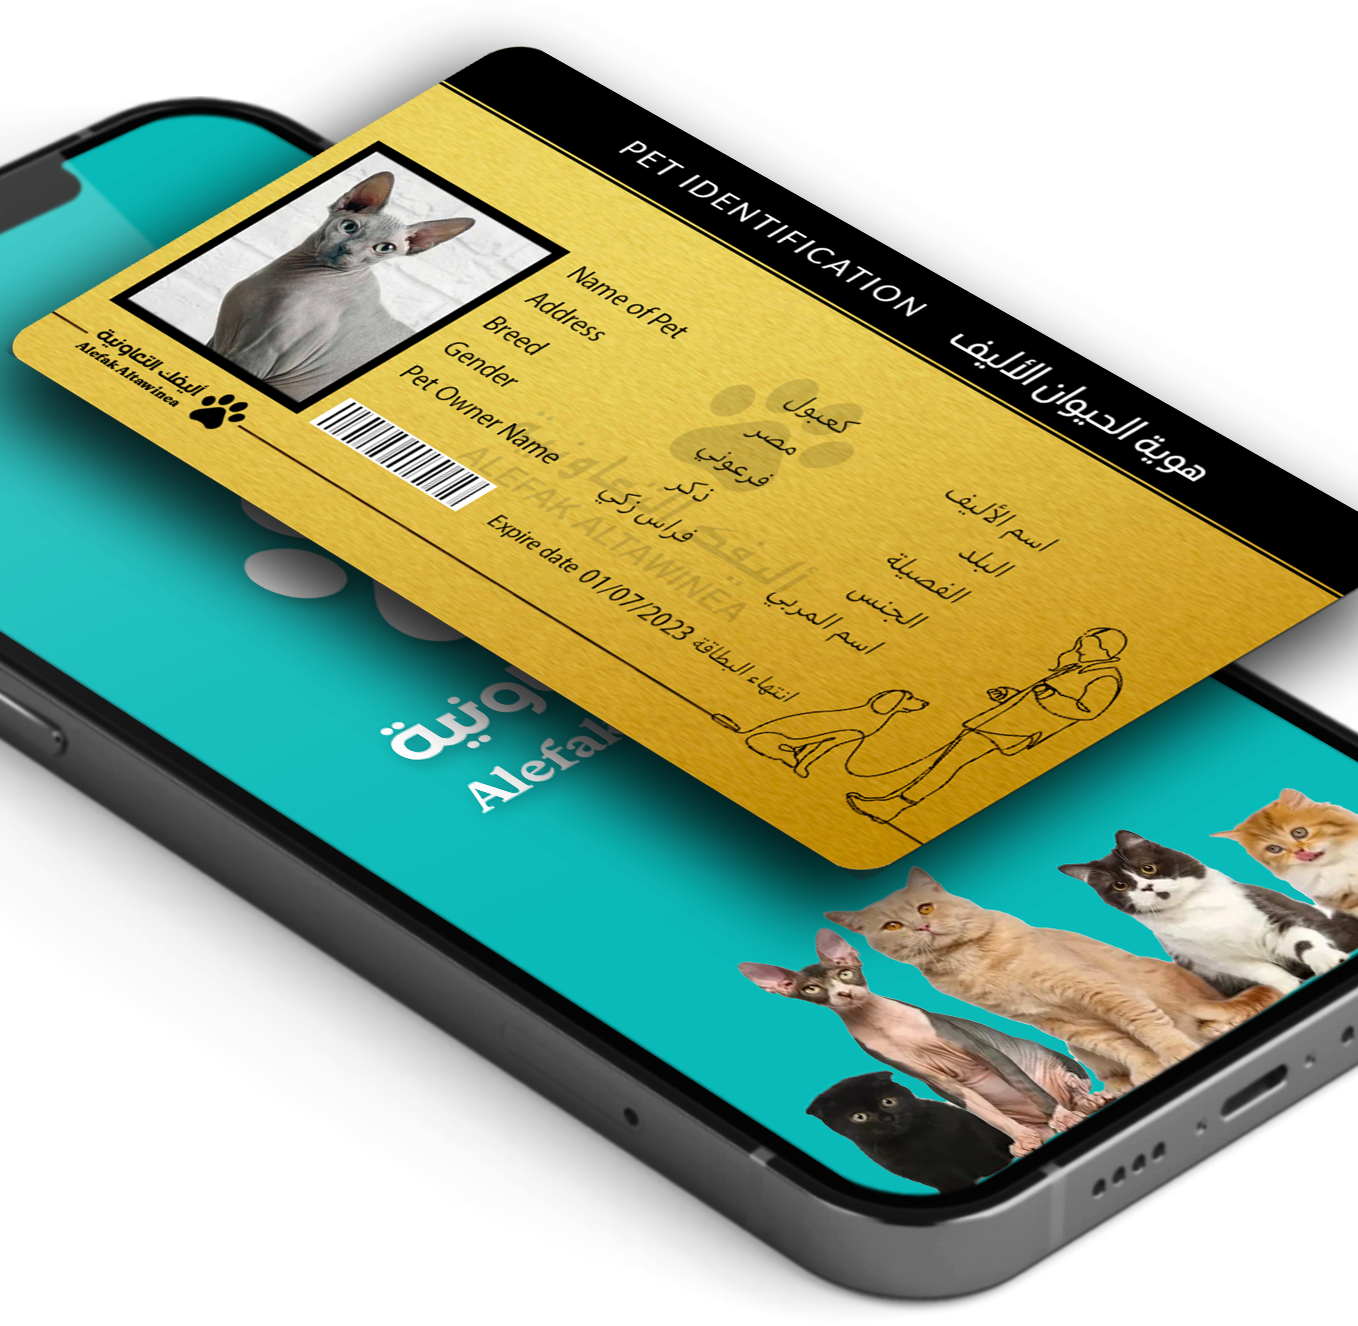 PET IDENTIFICATION هوية الحيوان الأليف
Name of Pet كعبول اسم الأليف
Address مصر البلد
Breed فرعوني الفصيلة
Gender ذكر الجنس
Pet Owner Name فراس زكي اسم المربي
Expire date 01/07/2023 انتهاء البطاقة
أليفك التعاونية
Alefak Altawinea
أليفك التعاونية
ALEFAK ALTAWINEA